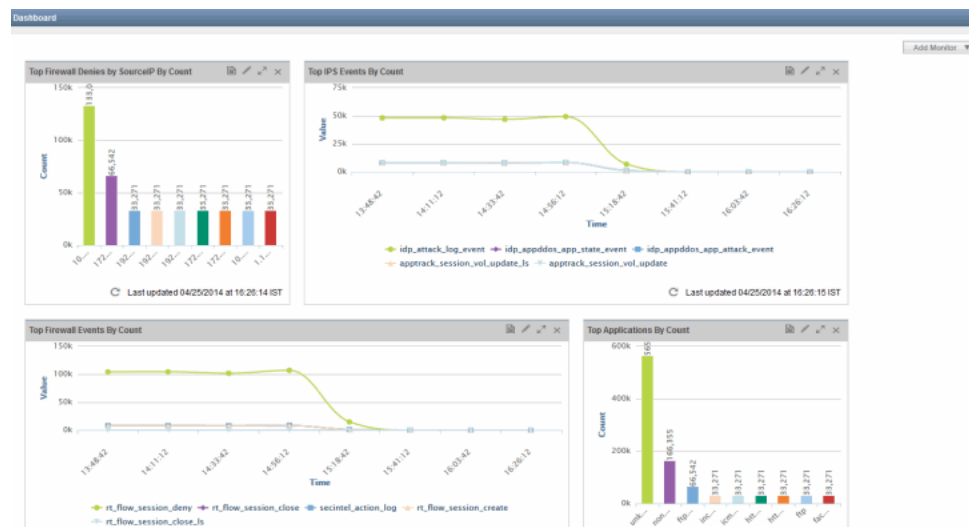 Dashboard
Add Monitor
Top Firewall Denies by SourceIP By Count
150k
100k
50k
0k
Count
66,542
33,271
33,271
33,271
33,271
33,271
33,271
33,271
10....
172...
192...
192...
192...
172...
172...
10....
1.1...
Last updated 04/25/2014 at 16:26:14 IST
Top IPS Events By Count
75k
50k
25k
0k
Value
13:48:42
14:11:12
14:33:42
14:56:12
15:18:42
15:41:12
16:03:42
16:26:12
Time
idp_attack_log_event
idp_appddos_app_state_event
idp_appddos_app_attack_event
apptrack_session_vol_update_ls
apptrack_session_vol_update
Last updated 04/25/2014 at 16:26:15 IST
Top Firewall Events By Count
150k
100k
50k
0k
Value
13:48:42
14:11:12
14:33:42
14:56:12
15:18:42
15:41:12
16:03:42
16:26:12
Time
rt_flow_session_deny
rt_flow_session_close
secintel_action_log
rt_flow_session_create
rt_flow_session_close_ls
Top Applications By Count
600k
400k
200k
0k
Count
166,355
66,542
33,271
33,271
33,271
33,271
33,271
33,271
unk...
non...
ftp...
inc...
icm...
htt...
htt...
ftp
fac...